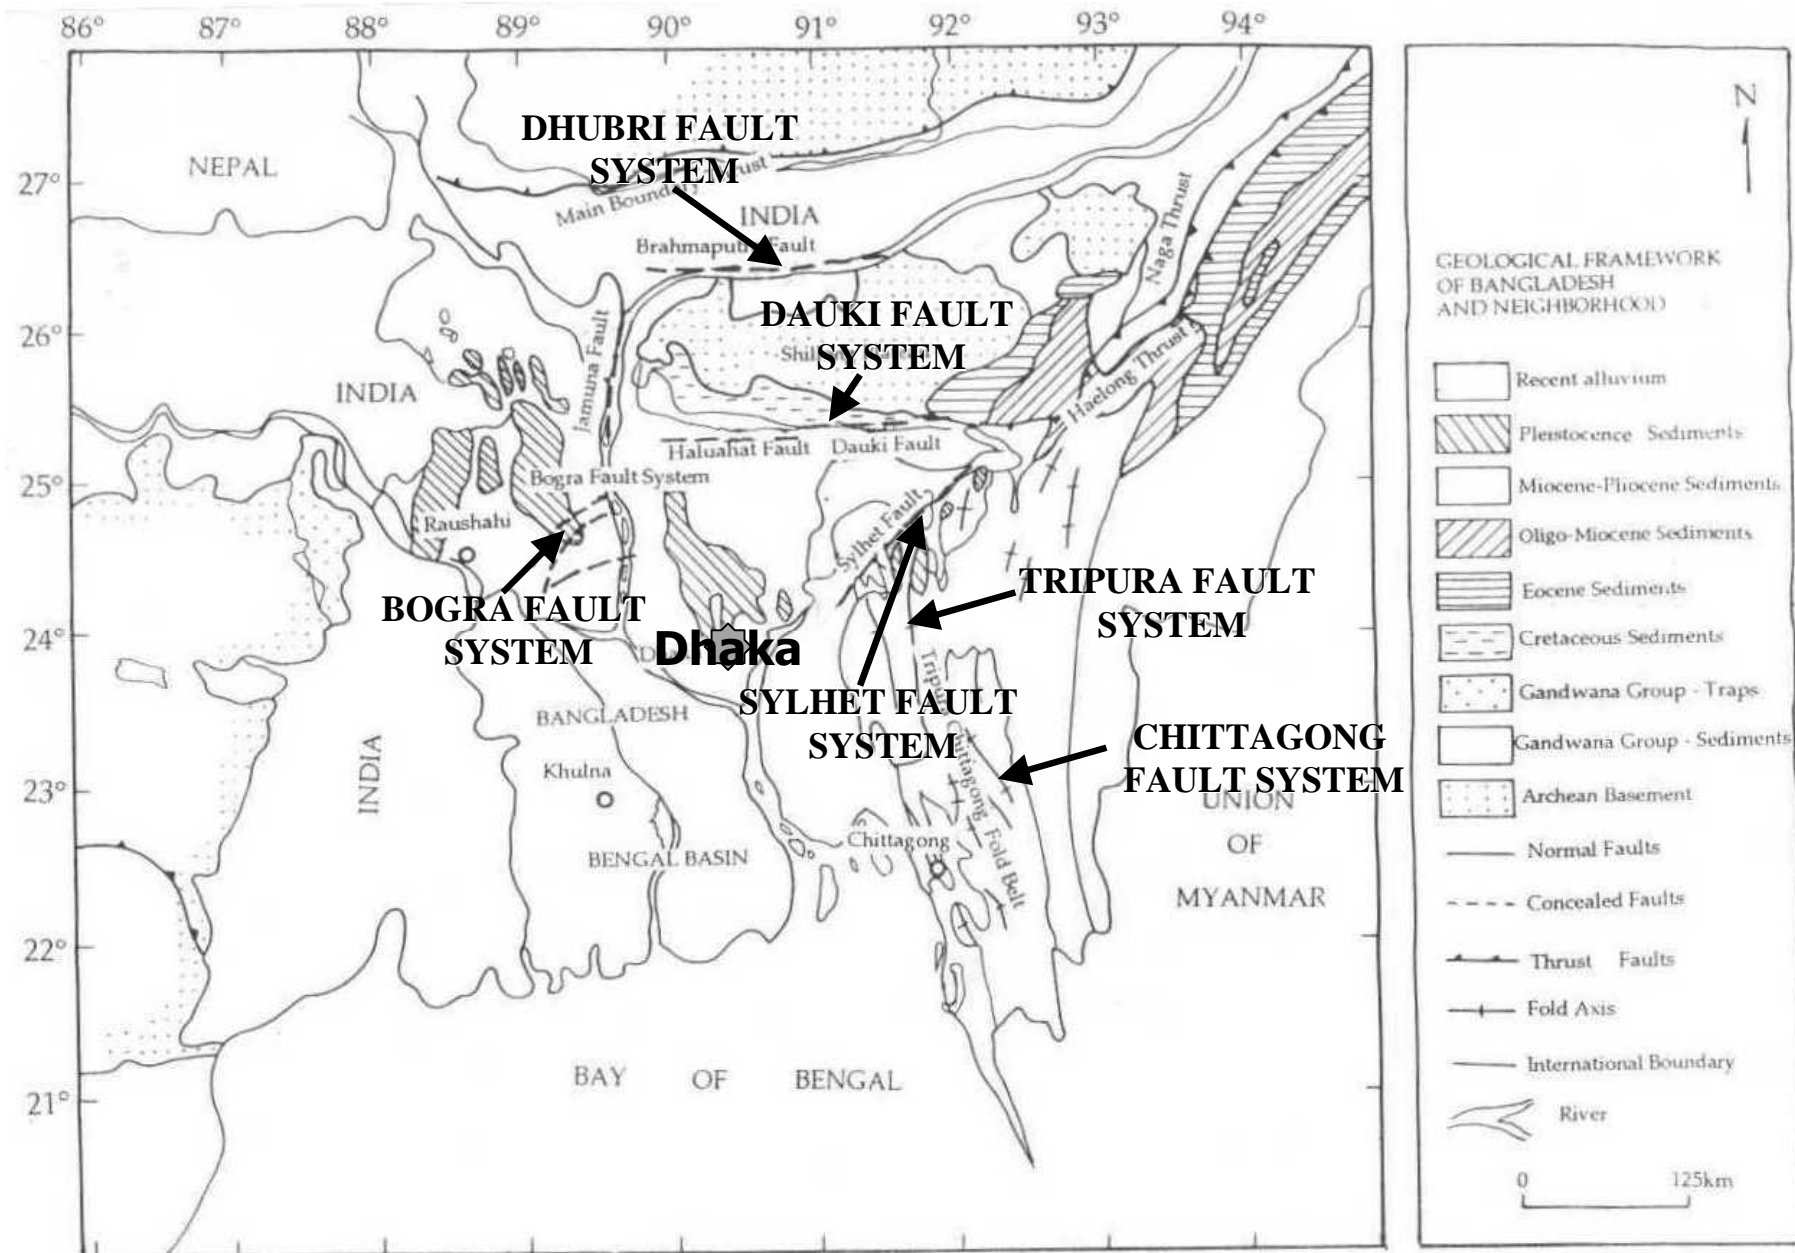 86° 87° 88° 89° 90° 91° 92° 93° 94°
N
DHUBRI FAULT
SYSTEM
NEPAL
27°
Main Boundary Thrust
INDIA
Naga Thrust
Fault
GEOLOGICAL FRAMEWORK
OF BANGLADESH
AND NEIGHBORHOOD
DAUKI FAULT
SYSTEM
26°
Jamuna Fault
Haelong Thrust
INDIA
Recent alluvium
Pleistocence Sediments
Haluahat Fault Dauki Fault
25°
Bogra Fault System
Miocene-Pliocene Sediments
Raushahi
Sylhet Fault
Oligo-Miocene Sediments
TRIPURA FAULT
SYSTEM
Eocene Sediments
BOGRA FAULT
SYSTEM
24°
Dhaka
Cretaceous Sediments
SYLHET FAULT
SYSTEM
Gandwana Group - Traps
BANGLADESH
CHITTAGONG
FAULT SYSTEM
Gandwana Group - Sediments
INDIA
Khulna
23°
Chittagong Fold Belt
UNION
OF
MYANMAR
Archean Basement
Chittagong
BENGAL BASIN
Normal Faults
Concealed Faults
22°
Thrust Faults
Fold Axis
International Boundary
BAY OF BENGAL
21°
River
0 125km